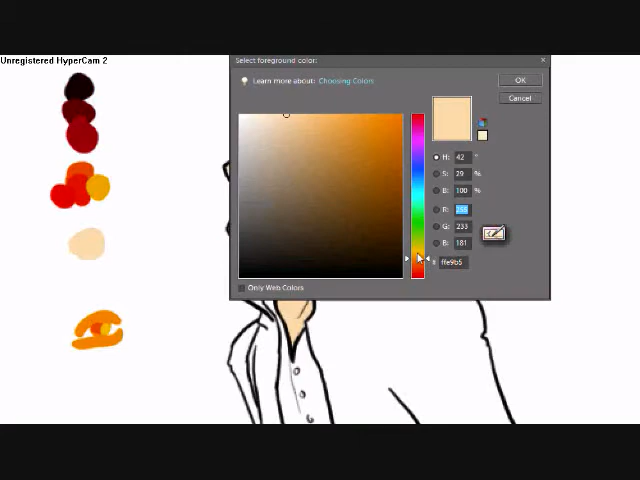 Unregistered HyperCam 2
Select foreground color:
Learn more about: Choosing Colors
OK
Cancel
H: 42 °
S: 29 %
B: 100 %
R: 255
G: 233
B: 181
# ffe9b5
Only Web Colors